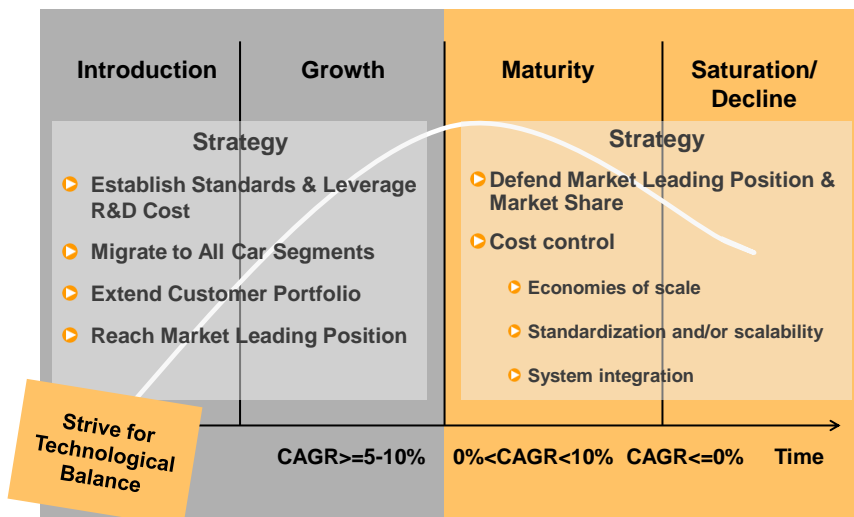 Introduction
Growth
Maturity
Saturation/
Decline
Strategy
Establish Standards & Leverage
R&D Cost
Migrate to All Car Segments
Extend Customer Portfolio
Reach Market Leading Position
Strategy
Defend Market Leading Position &
Market Share
Cost control
Economies of scale
Standardization and/or scalability
System integration
Strive for
Technological
Balance
CAGR>=5-10%
0%<CAGR<10%
CAGR<=0%
Time